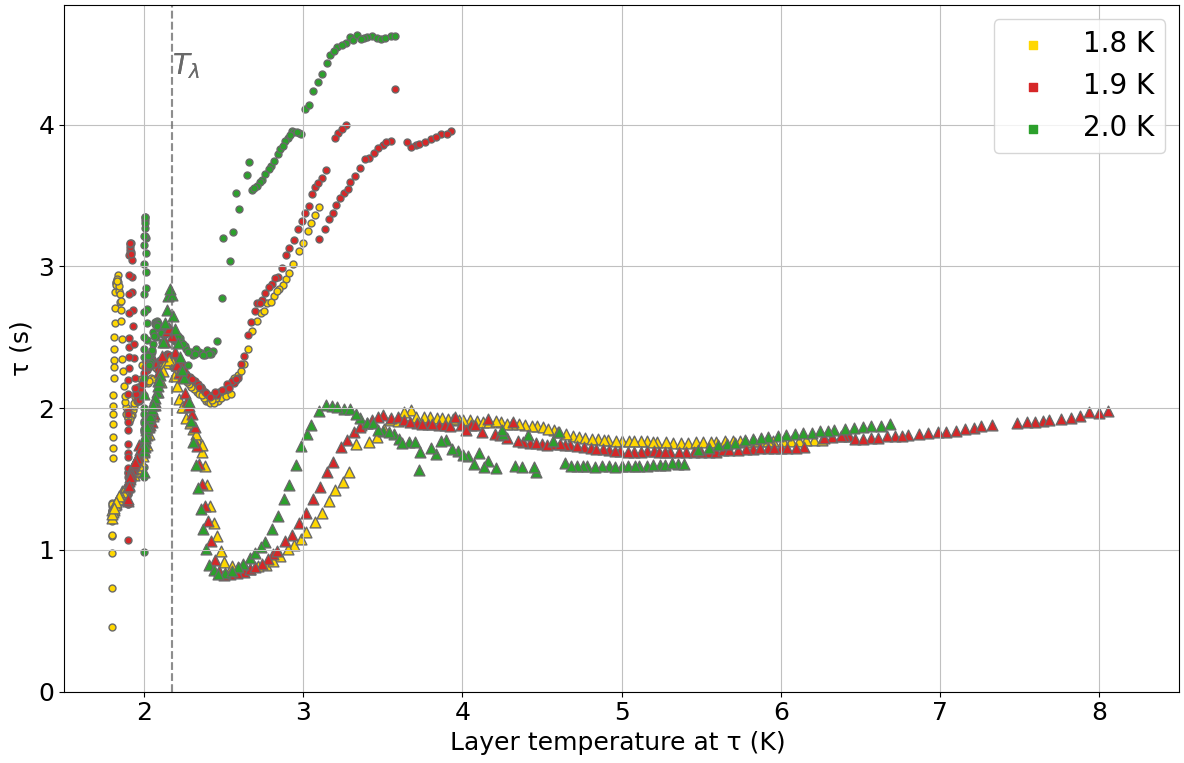 T_λ
1.8 K
1.9 K
2.0 K
4
3
2
1
0
τ (s)
2 3 4 5 6 7 8
Layer temperature at τ (K)